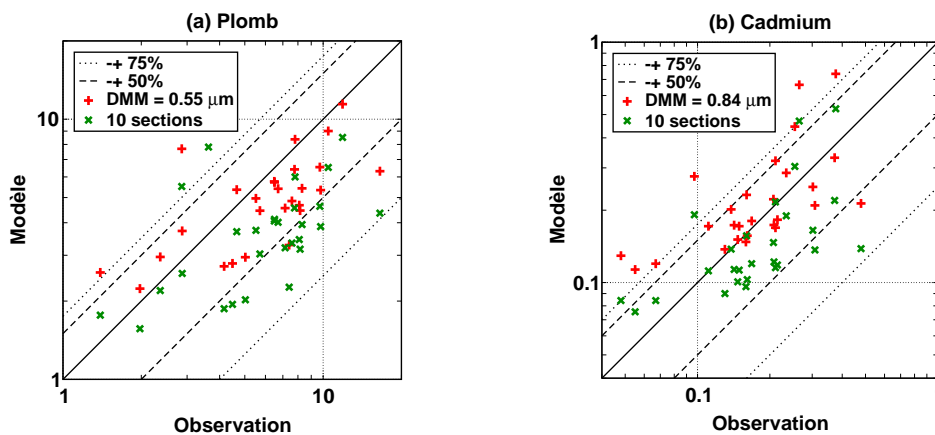 (a) Plomb
-+ 75%
-+ 50%
DMM = 0.55 μm
10 sections
10
1
1
10
Modèle
Observation
(b) Cadmium
-+ 75%
-+ 50%
DMM = 0.84 μm
10 sections
1
0.1
0.1
1
Modèle
Observation